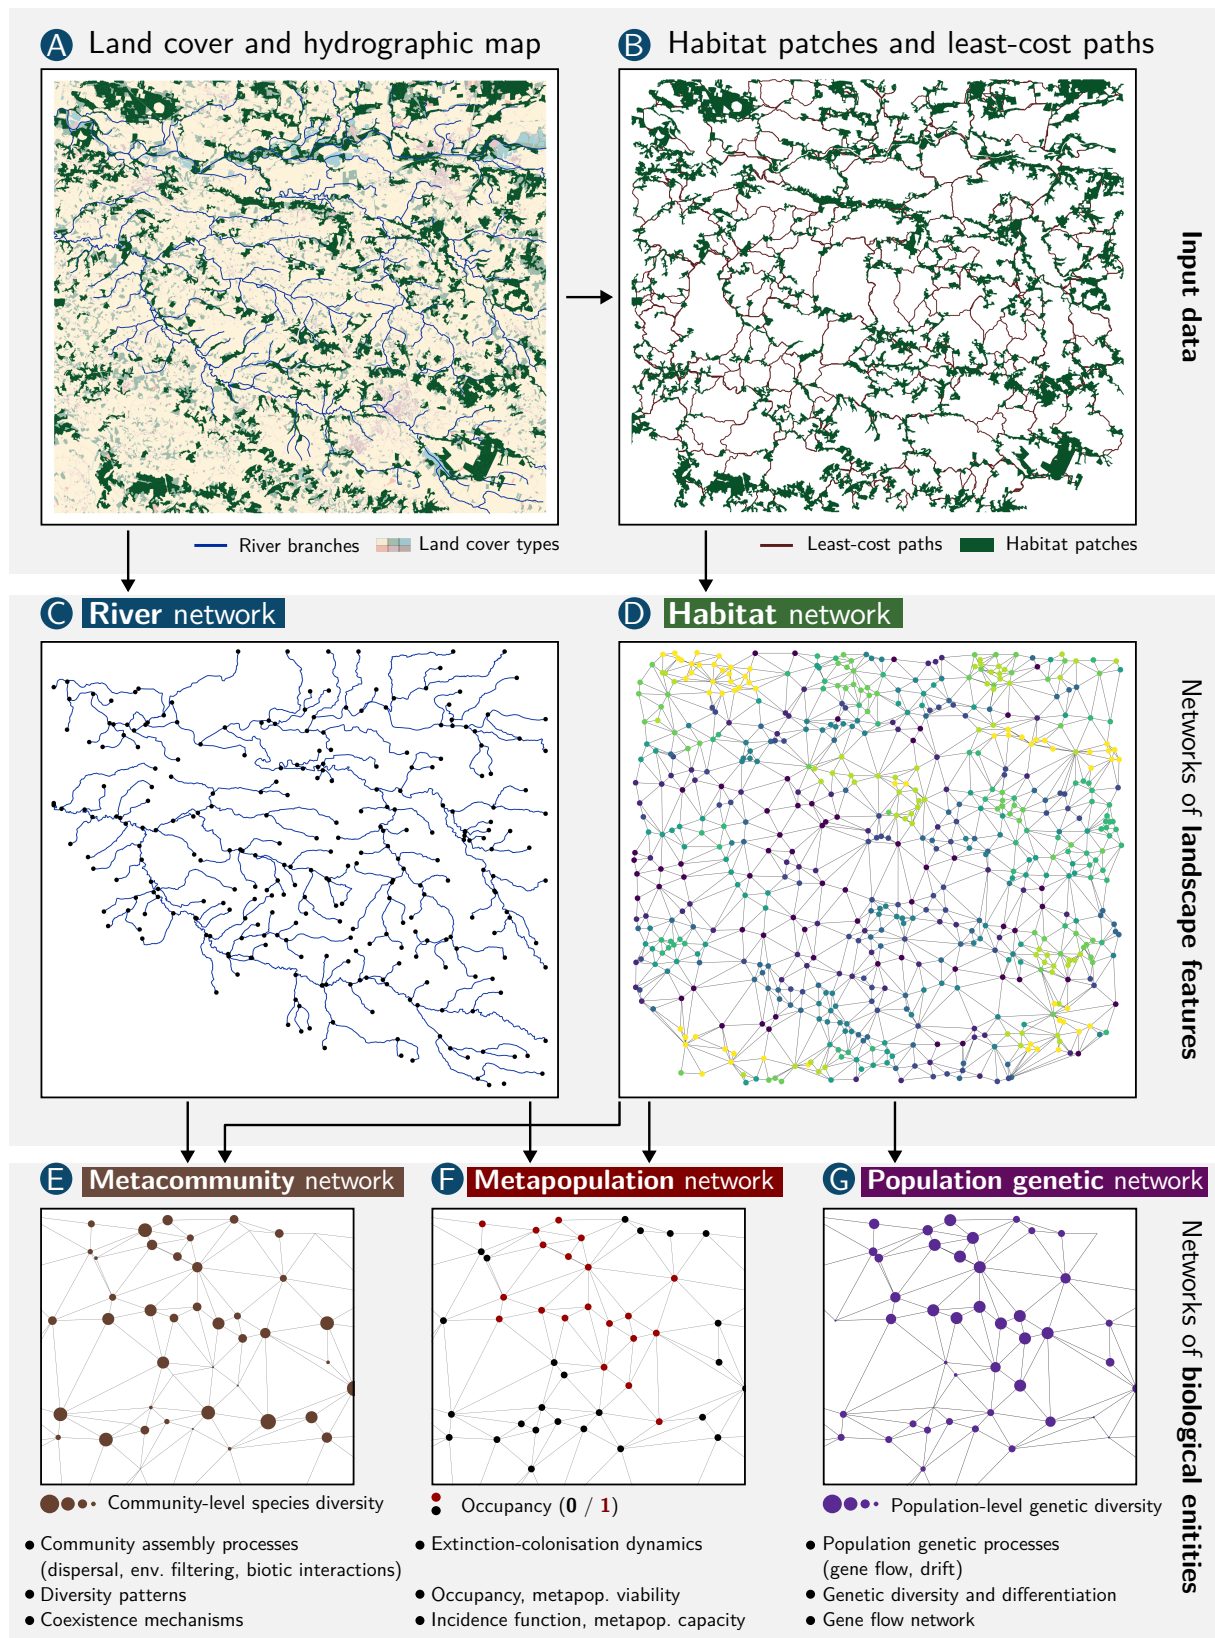 A Land cover and hydrographic map
B Habitat patches and least-cost paths
River branches
Land cover types
Least-cost paths
Habitat patches
Input data
C River network
D Habitat network
Networks of landscape features
E Metacommunity network
F Metapopulation network
G Population genetic network
Community-level species diversity
Occupancy (0 / 1)
Population-level genetic diversity
• Community assembly processes
(dispersal, env. filtering, biotic interactions)
• Diversity patterns
• Coexistence mechanisms
• Extinction-colonisation dynamics
• Occupancy, metapop. viability
• Incidence function, metapop. capacity
• Population genetic processes
(gene flow, drift)
• Genetic diversity and differentiation
• Gene flow network
Networks of biological enitities